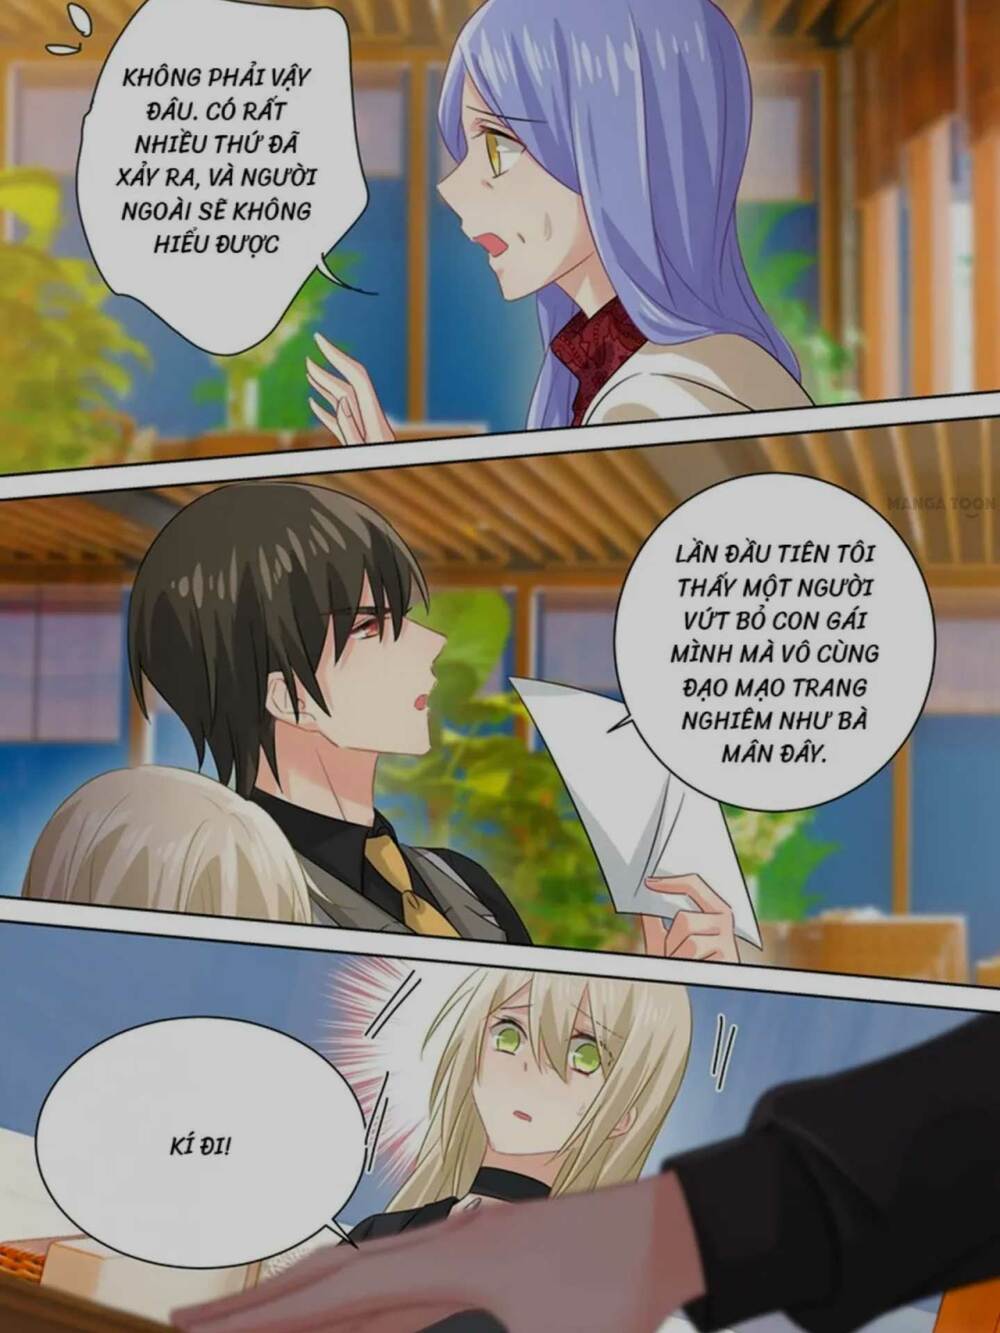 KHÔNG PHẢI VẬY
ĐÂU. CÓ RẤT
NHIỀU THỨ ĐÃ
XẢY RA, VÀ NGƯỜI
NGOÀI SẼ KHÔNG
HIỂU ĐƯỢC
MANGA TOON
LẦN ĐẦU TIÊN TÔI
THẤY MỘT NGƯỜI
VỨT BỎ CON GÁI
MÌNH MÀ VÔ CÙNG
ĐẠO MẠO TRANG
NGHIÊM NHƯ BÀ
MÂN ĐÂY.
KÍ ĐI!